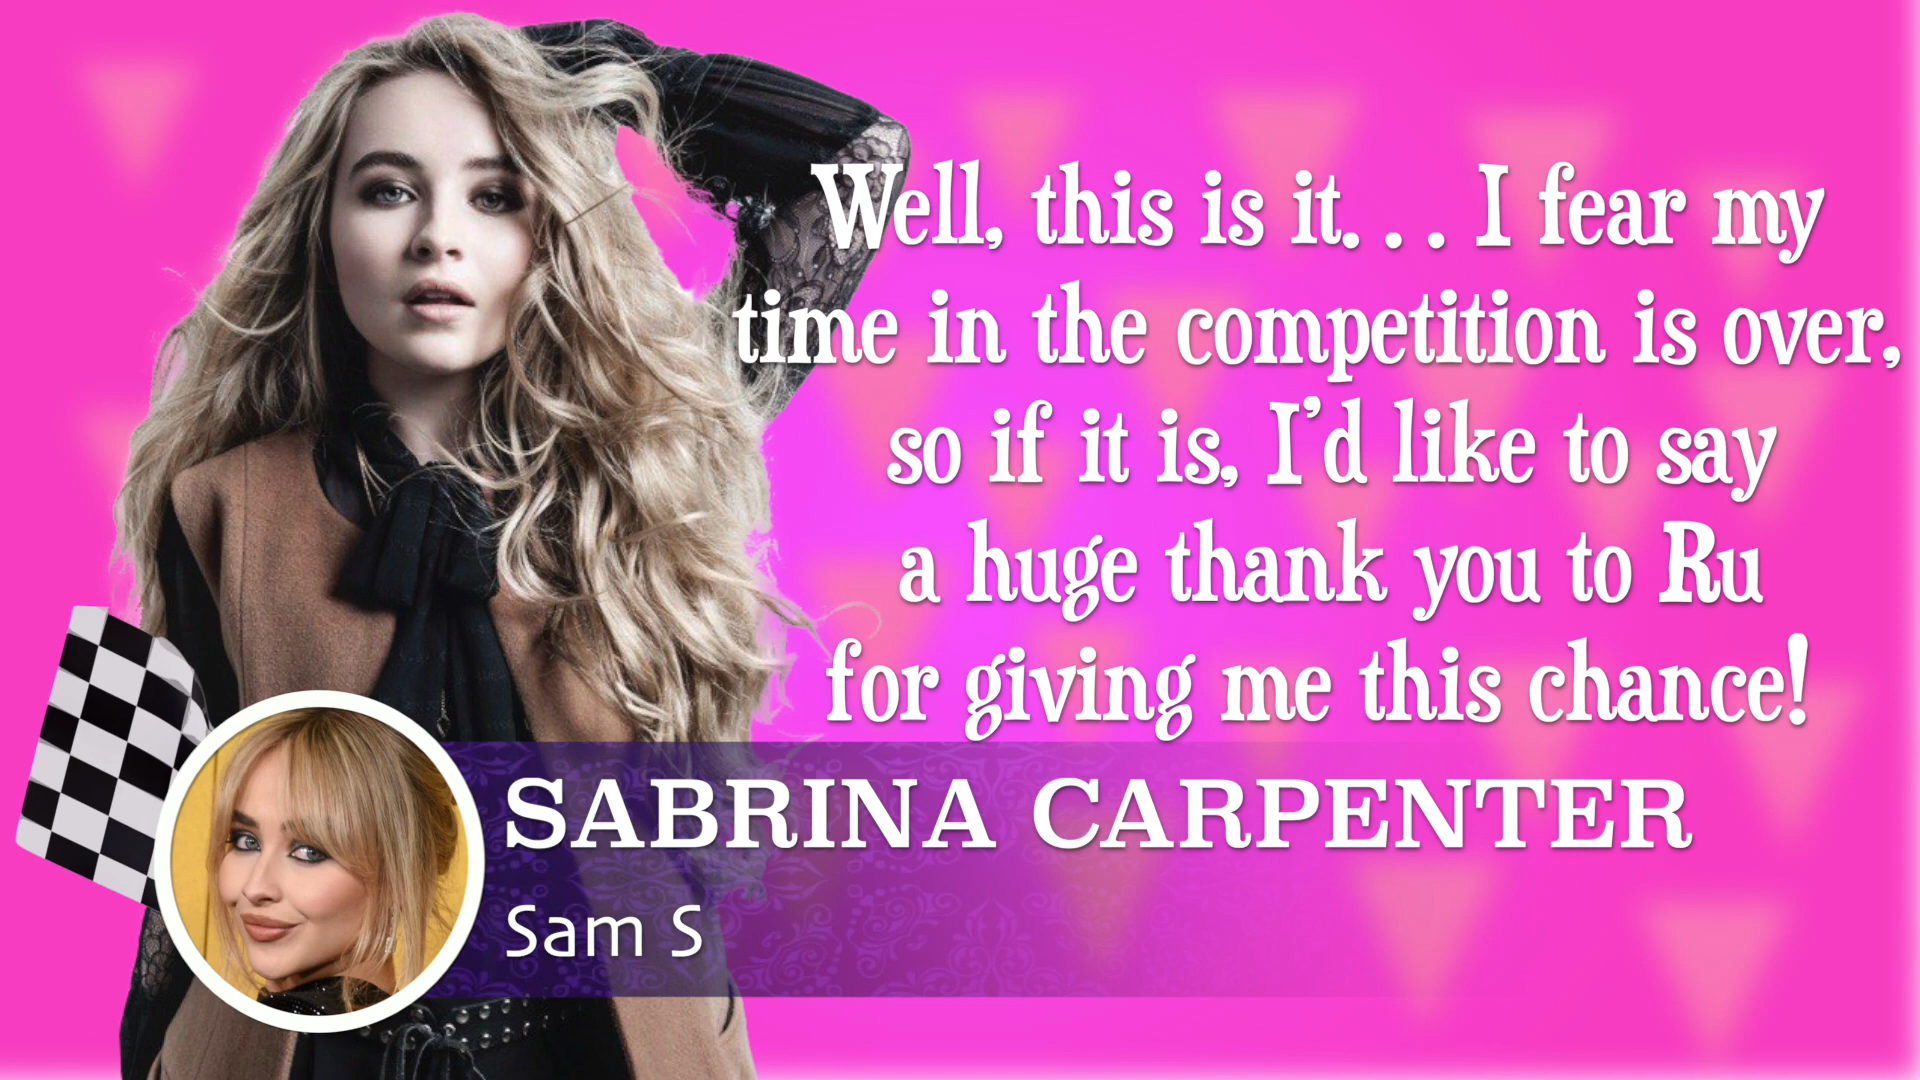 Well, this is it. . . I fear my
time in the competition is over,
so if it is, I'd like to say
a huge thank you to Ru
for giving me this chance!
SABRINA CARPENTER
Sam S